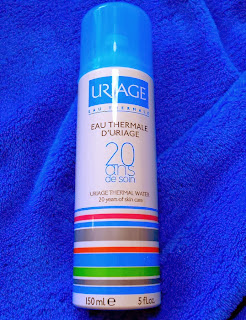 URIAGE
EAU THERMALE
EAU THERMALE
D'URIAGE
20
ans
de soin
URIAGE THERMAL WATER
20 years of skin care
150 ml ℮ 5 fl.oz.